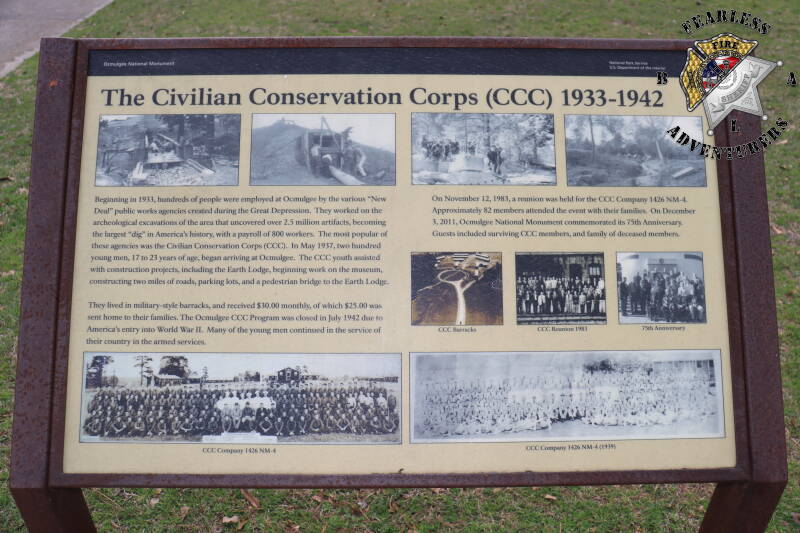 Ocmulgee National Monument
National Park Service
U.S. Department of the Interior
The Civilian Conservation Corps (CCC) 1933-1942
Beginning in 1933, hundreds of people were employed at Ocmulgee by the various “New
Deal” public works agencies created during the Great Depression. They worked on the
archeological excavations of the area that uncovered over 2.5 million artifacts, becoming
the largest “dig” in America’s history, with a payroll of 800 workers. The most popular of
these agencies was the Civilian Conservation Corps (CCC). In May 1937, two hundred
young men, 17 to 23 years of age, began arriving at Ocmulgee. The CCC youth assisted
with construction projects, including the Earth Lodge, beginning work on the museum,
constructing two miles of roads, parking lots, and a pedestrian bridge to the Earth Lodge.
They lived in military-style barracks, and received $30.00 monthly, of which $25.00 was
sent home to their families. The Ocmulgee CCC Program was closed in July 1942 due to
America’s entry into World War II. Many of the young men continued in the service of
their country in the armed services.
On November 12, 1983, a reunion was held for the CCC Company 1426 NM-4.
Approximately 82 members attended the event with their families. On December
3, 2011, Ocmulgee National Monument commemorated its 75th Anniversary.
Guests included surviving CCC members, and family of deceased members.
CCC Barracks
CCC Reunion 1983
75th Anniversary
CCC Company 1426 NM-4
CCC Company 1426 NM-4 (1939)
FEARLESS
FIRE
SHERIFF
B A
L
ADVENTURERS